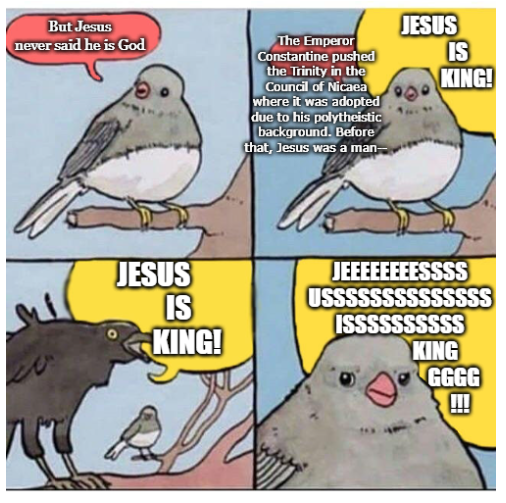 But Jesus
never said he is God
The Emperor
Constantine pushed
the Trinity in the
Council of Nicaea
where it was adopted
due to his polytheistic
background. Before
that, Jesus was a man--
JESUS
IS
KING!
JESUS
IS
KING!
JEEEEEEEESSSS
USSSSSSSSSSSSSS
ISSSSSSSSSS
KING
GGGG
!!!